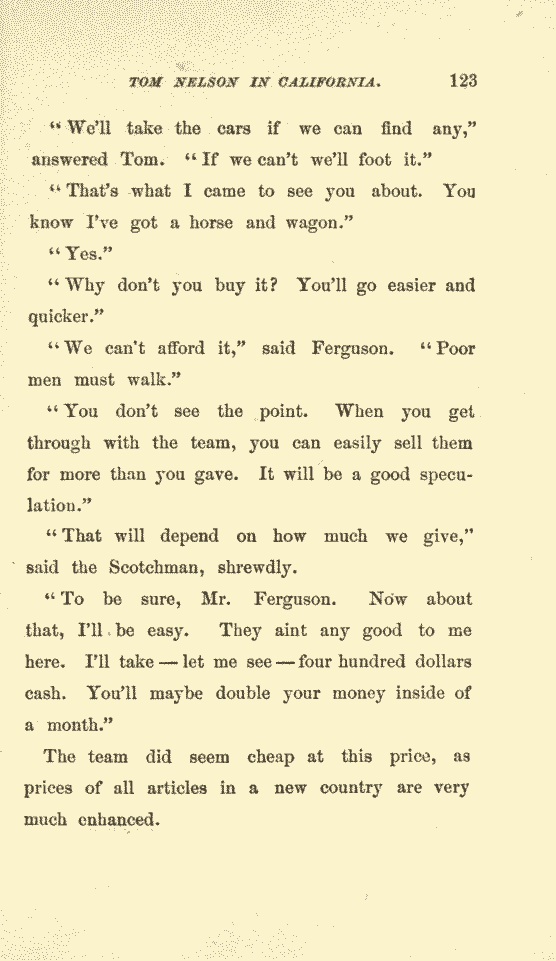 TOM NELSON IN CALIFORNIA. 123
"We'll take the cars if we can find any,"
answered Tom. "If we can't we'll foot it."
"That's what I came to see you about. You
know I've got a horse and wagon."
"Yes."
"Why don't you buy it? You'll go easier and
quicker."
"We can't afford it," said Ferguson. "Poor
men must walk."
"You don't see the point. When you get
through with the team, you can easily sell them
for more than you gave. It will be a good specu-
lation."
"That will depend on how much we give,"
said the Scotchman, shrewdly.
"To be sure, Mr. Ferguson. Now about
that, I'll be easy. They aint any good to me
here. I'll take — let me see — four hundred dollars
cash. You'll maybe double your money inside of
a month."
The team did seem cheap at this price, as
prices of all articles in a new country are very
much enhanced.